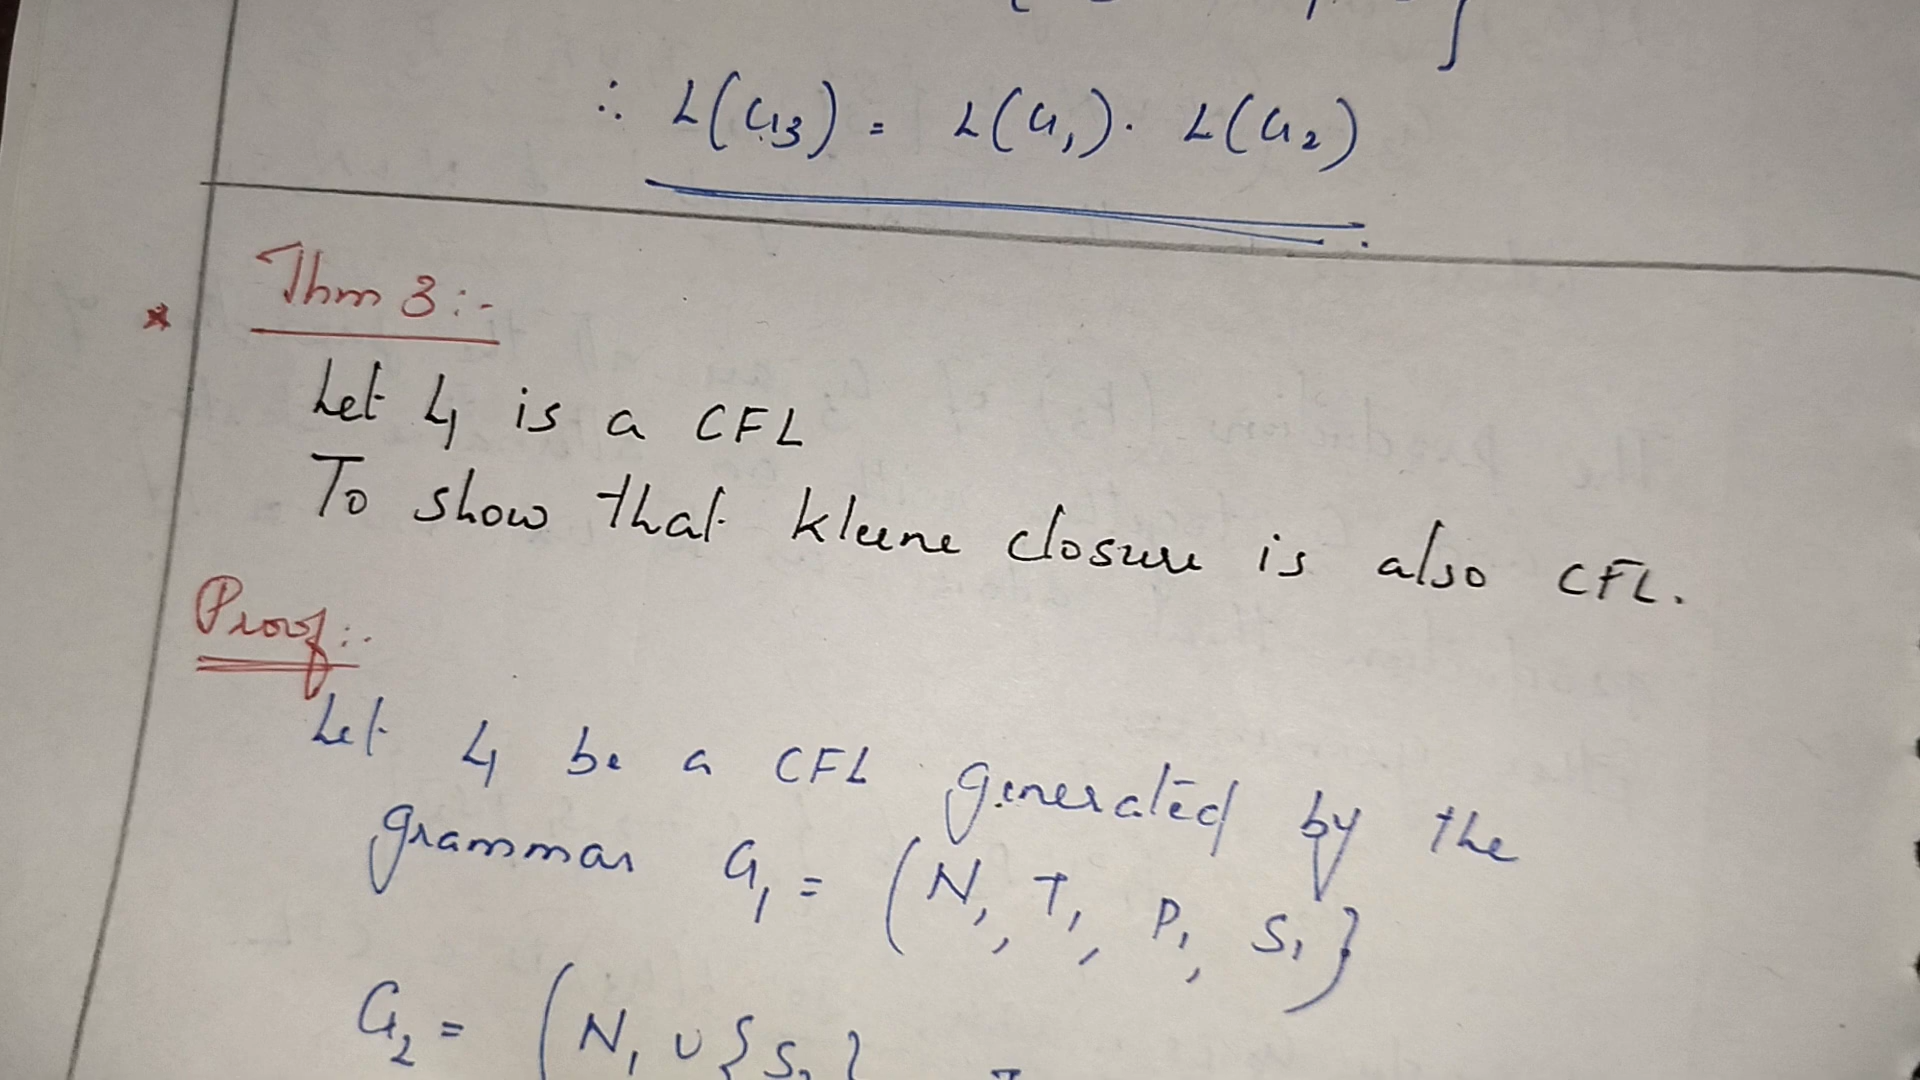 ∴ L(G3) = L(G1). L(G2)
Thm 3:-
Let L1 is a CFL
To show that kleene closure is also CFL.
Proof:-
Let L1 be a CFL generated by the
grammar G1 = (N1, T1, P1, S1}
G2 = (N1 ∪ {S2}